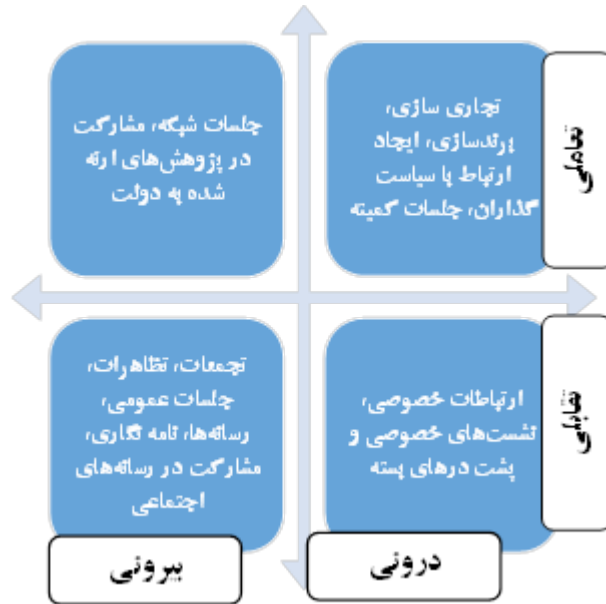 تجاری سازی،
برندسازی، ایجاد
ارتباط با سیاست
گذاران، جلسات کمیته
تعاملی
جلسات شبکه، مشارکت
در پژوهش‌های ارئه
شده به دولت
ارتباطات خصوصی،
نشست‌های خصوصی و
پشت درهای بسته
تقابلی
تجمعات، تظاهرات،
جلسات عمومی،
رسانه‌ها، نامه نگاری،
مشارکت در رسانه‌های
اجتماعی
درونی
بیرونی